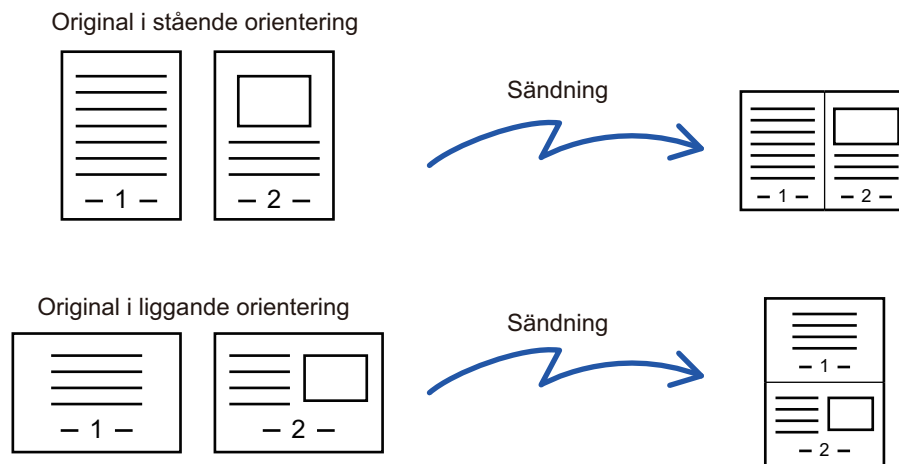 Original i stående orientering
Sändning
– 1 –
– 2 –
– 1 –
– 2 –
Original i liggande orientering
Sändning
– 1 –
– 2 –
– 1 –
– 2 –